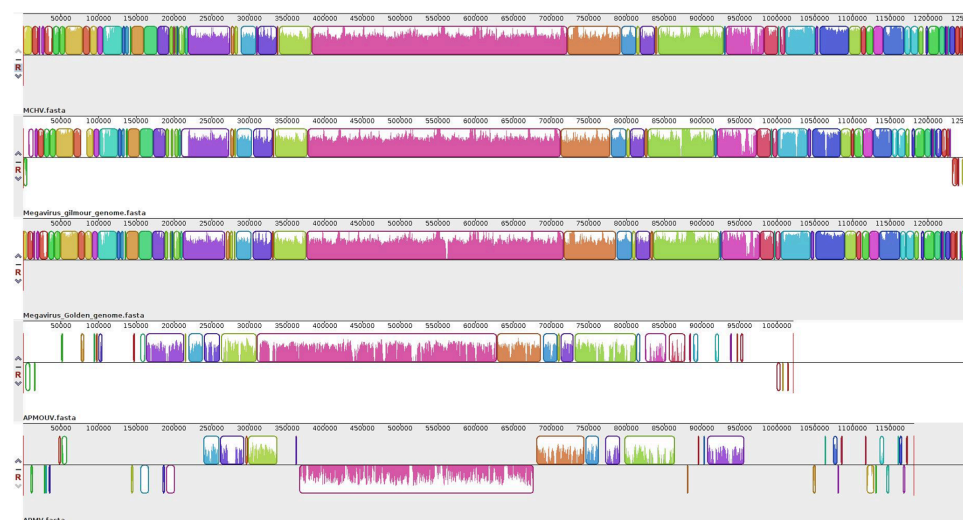 50000 100000 150000 200000 250000 300000 350000 400000 450000 500000 550000 600000 650000 700000 750000 800000 850000 900000 950000 1000000 1050000 1100000 1150000 1200000 125
R
MCHV.fasta
50000 100000 150000 200000 250000 300000 350000 400000 450000 500000 550000 600000 650000 700000 750000 800000 850000 900000 950000 1000000 1050000 1100000 1150000 1200000 125
R
Megavirus_gilmour_genome.fasta
50000 100000 150000 200000 250000 300000 350000 400000 450000 500000 550000 600000 650000 700000 750000 800000 850000 900000 950000 1000000 1050000 1100000 1150000 1200000
R
Megavirus_Golden_genome.fasta
50000 100000 150000 200000 250000 300000 350000 400000 450000 500000 550000 600000 650000 700000 750000 800000 850000 900000 950000 1000000
R
APMOUV.fasta
50000 100000 150000 200000 250000 300000 350000 400000 450000 500000 550000 600000 650000 700000 750000 800000 850000 900000 950000 1000000 1050000 1100000 1150000
R
APMV.fasta